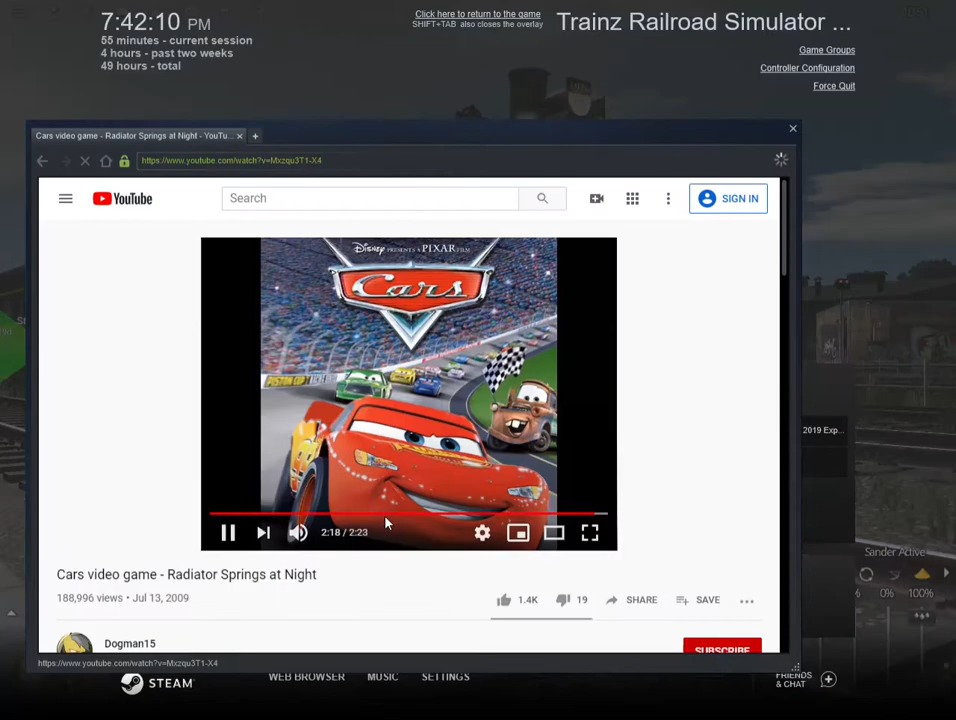 7:42:10 PM
55 minutes - current session
4 hours - past two weeks
49 hours - total
Click here to return to the game
SHIFT+TAB also closes the overlay
Trainz Railroad Simulator ...
Game Groups
Controller Configuration
Force Quit
Cars video game - Radiator Springs at Night - YouTu...
https://www.youtube.com/watch?v=Mxzqu3T1-X4
YouTube
Search
SIGN IN
Disney PRESENTS A PIXAR FILM
Cars
2:18 / 2:23
Cars video game - Radiator Springs at Night
188,996 views • Jul 13, 2009
1.4K
19
SHARE
SAVE
Dogman15
SUBSCRIBE
https://www.youtube.com/watch?v=Mxzqu3T1-X4
2019 Exp...
Sander Active
% 0% 100%
STEAM
WEB BROWSER
MUSIC
SETTINGS
FRIENDS
& CHAT